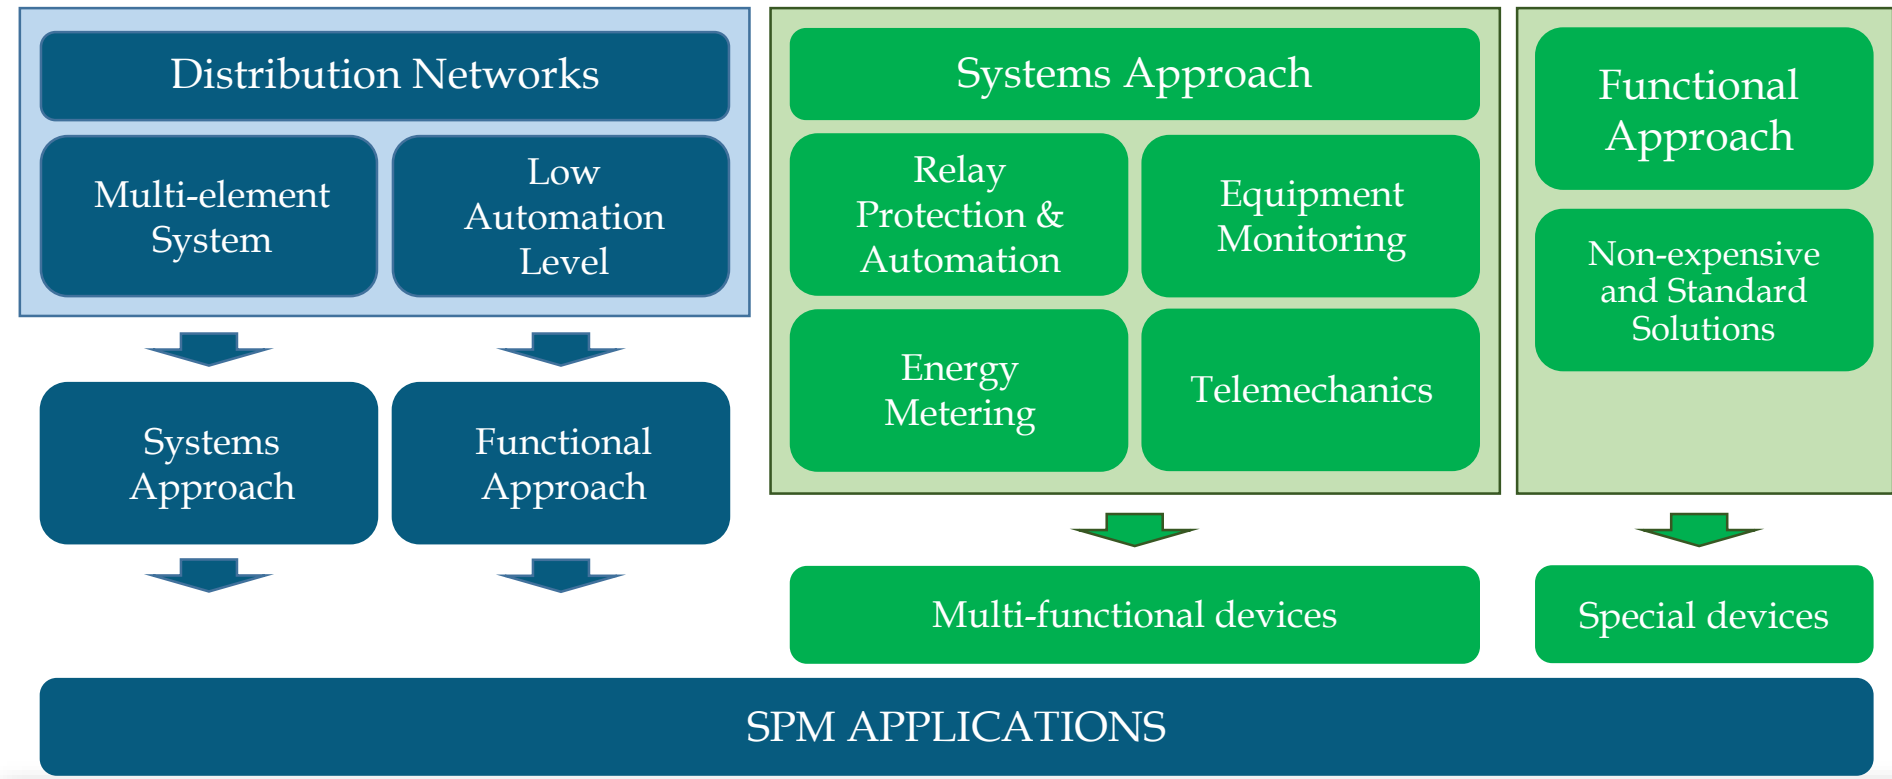 Distribution Networks
Multi-element
System
Low
Automation
Level
Systems
Approach
Functional
Approach
Systems Approach
Relay
Protection &
Automation
Equipment
Monitoring
Energy
Metering
Telemechanics
Multi-functional devices
Functional
Approach
Non-expensive
and Standard
Solutions
Special devices
SPM APPLICATIONS